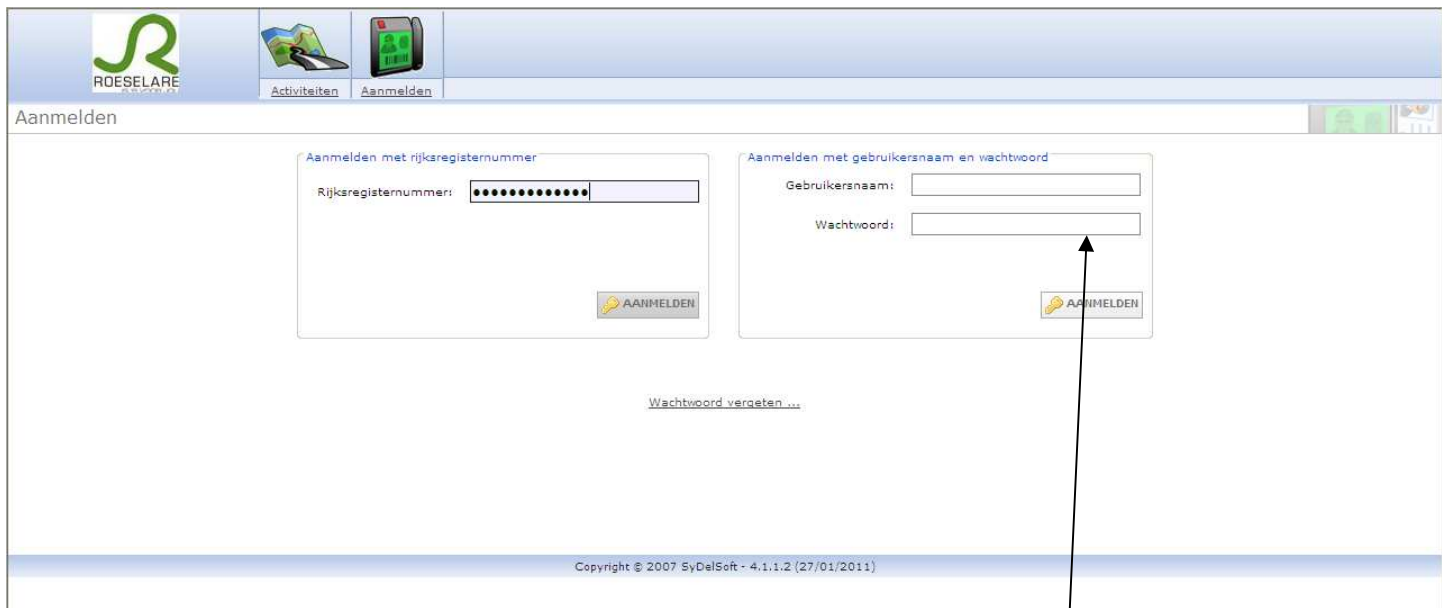 ROESELARE
Activiteiten Aanmelden
Aanmelden
Aanmelden met rijksregisternummer
Rijksregisternummer: ●●●●●●●●●●●●●
AANMELDEN
Aanmelden met gebruikersnaam en wachtwoord
Gebruikersnaam:
Wachtwoord:
AANMELDEN
Wachtwoord vergeten ...
Copyright © 2007 SyDelSoft - 4.1.1.2 (27/01/2011)